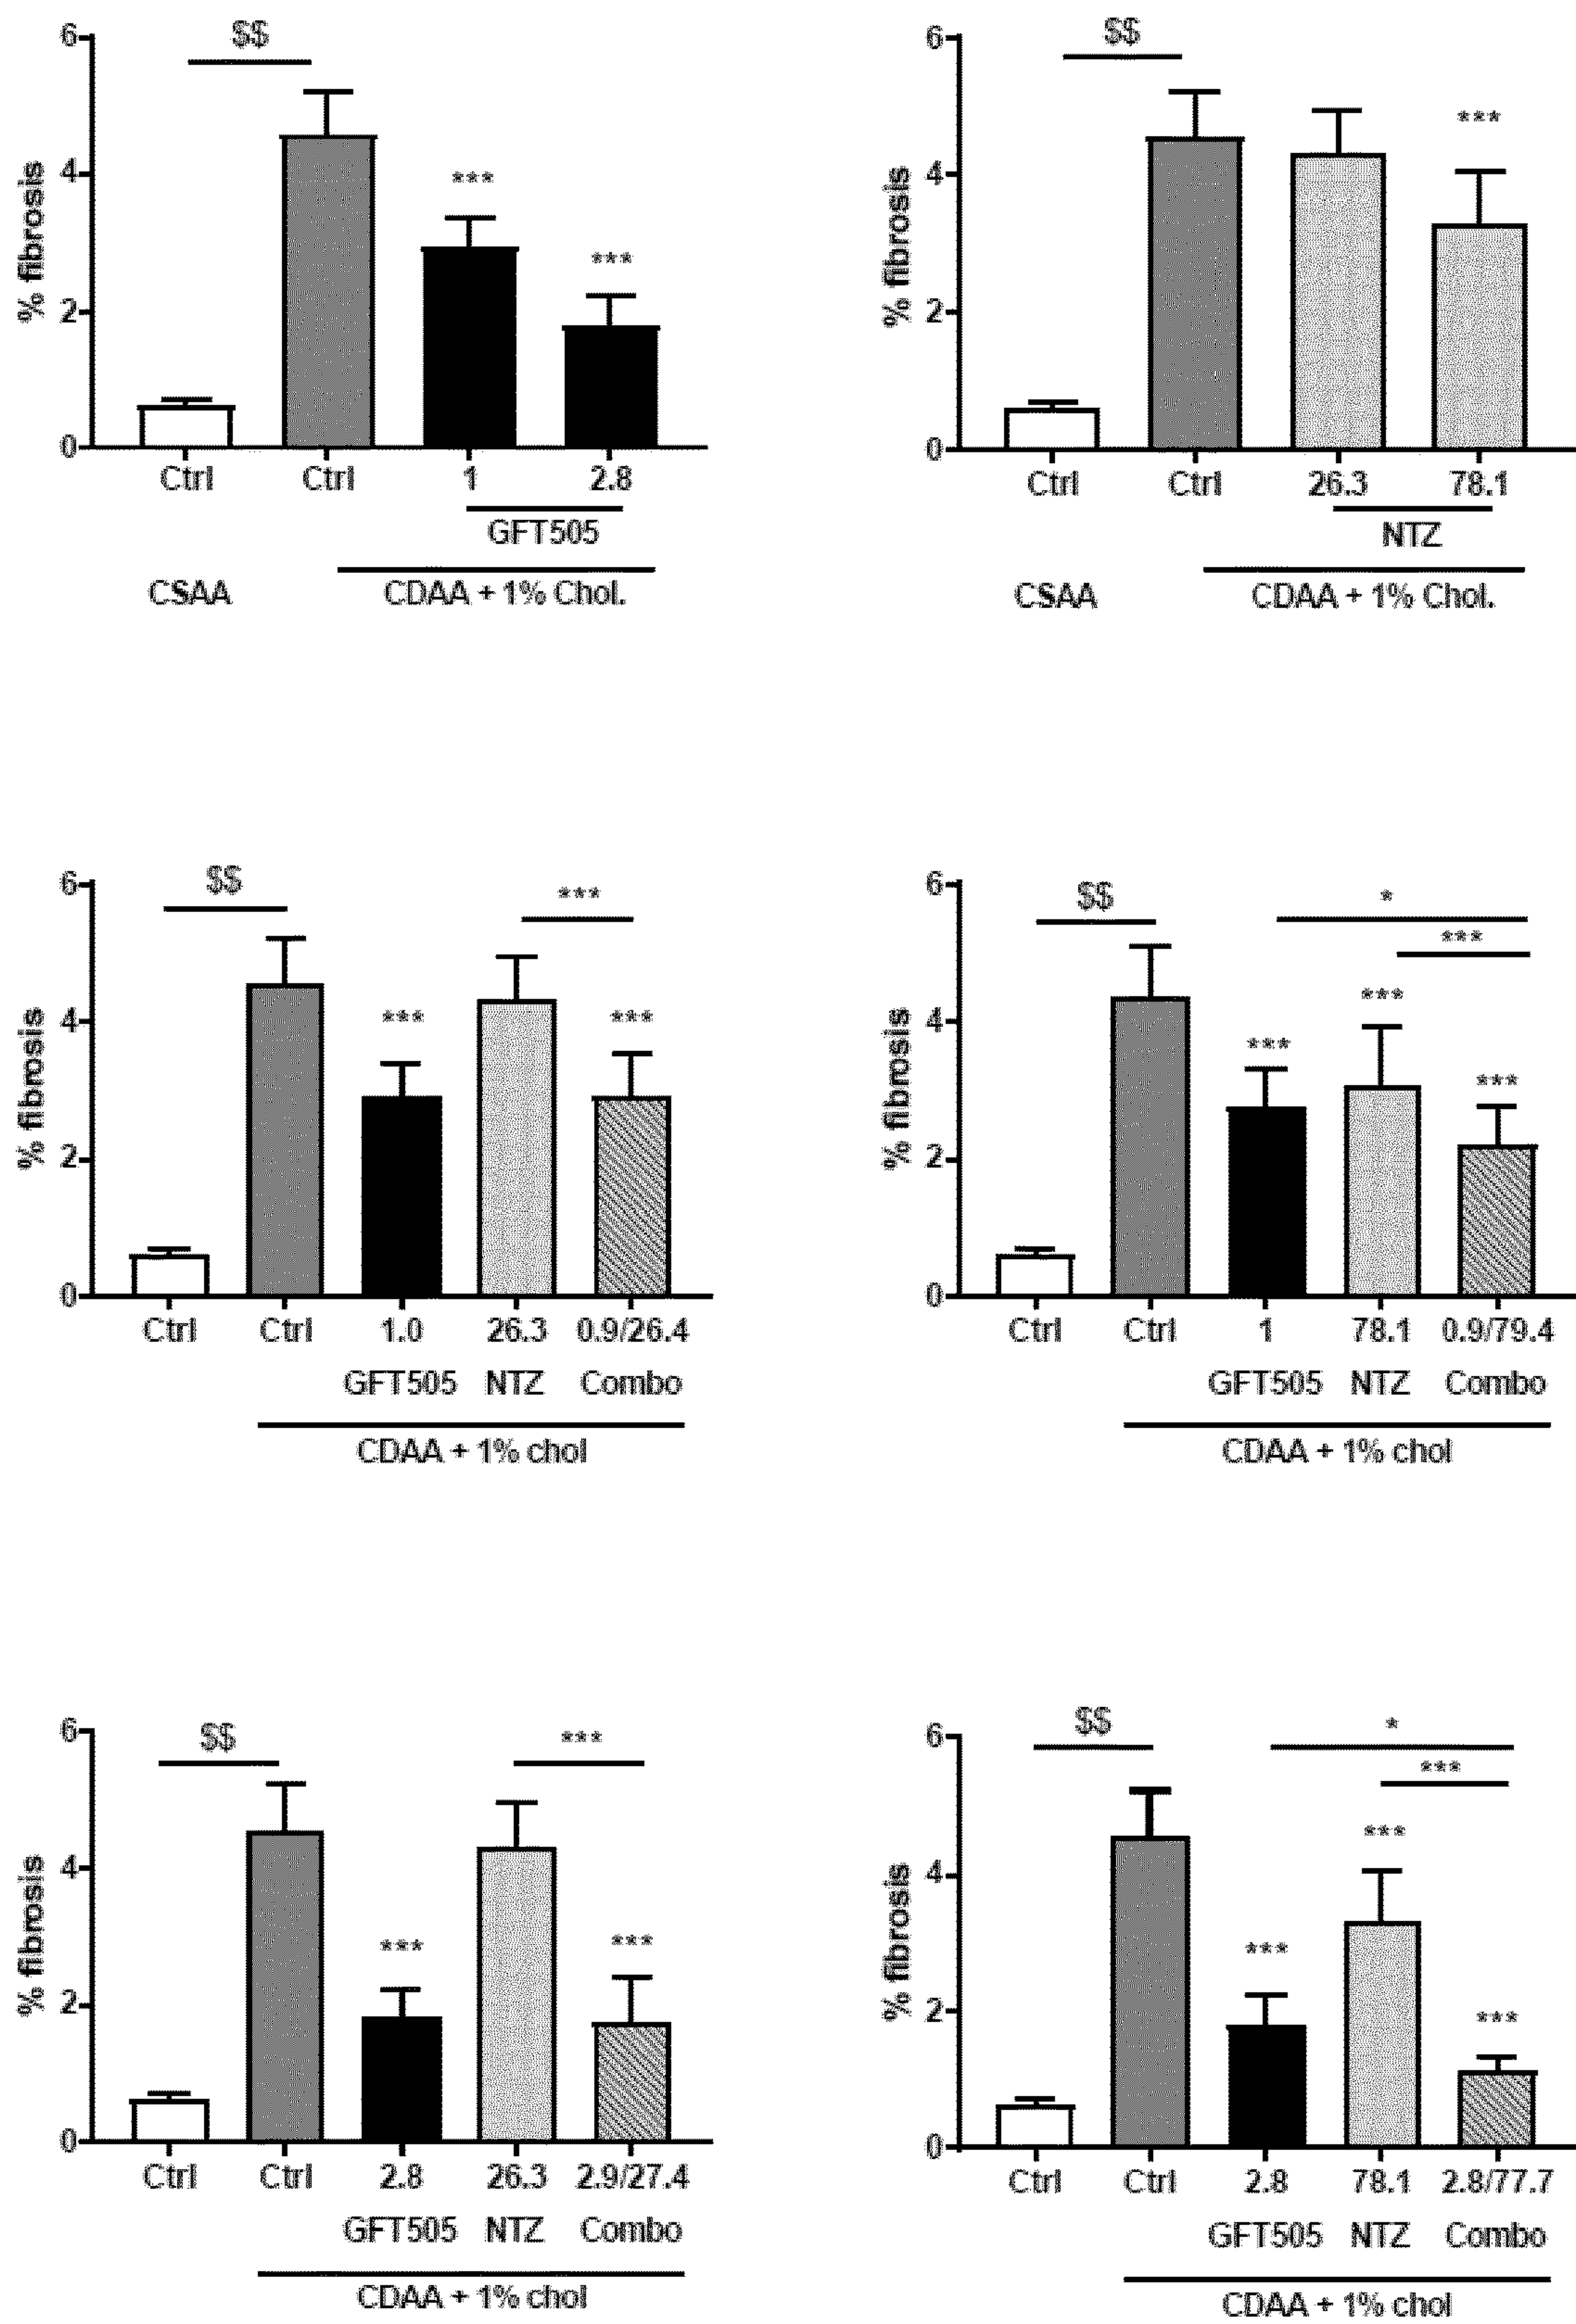 $$
6
4
2
0
% fibrosis
***
***
Ctrl Ctrl 1 2.8
GFT505
CSAA CDAA + 1% Chol.
$$
6
4
2
0
% fibrosis
***
Ctrl Ctrl 26.3 78.1
NTZ
CSAA CDAA + 1% Chol.
$$
***
6
4
2
0
% fibrosis
***
***
Ctrl Ctrl 1.0 26.3 0.9/26.4
GFT505 NTZ Combo
CDAA + 1% chol
$$
*
***
6
4
2
0
% fibrosis
***
***
***
Ctrl Ctrl 1 78.1 0.9/79.4
GFT505 NTZ Combo
CDAA + 1% chol
$$
***
6
4
2
0
% fibrosis
***
***
Ctrl Ctrl 2.8 26.3 2.9/27.4
GFT505 NTZ Combo
CDAA + 1% chol
$$
*
***
6
4
2
0
% fibrosis
***
***
***
Ctrl Ctrl 2.8 78.1 2.8/77.7
GFT505 NTZ Combo
CDAA + 1% chol